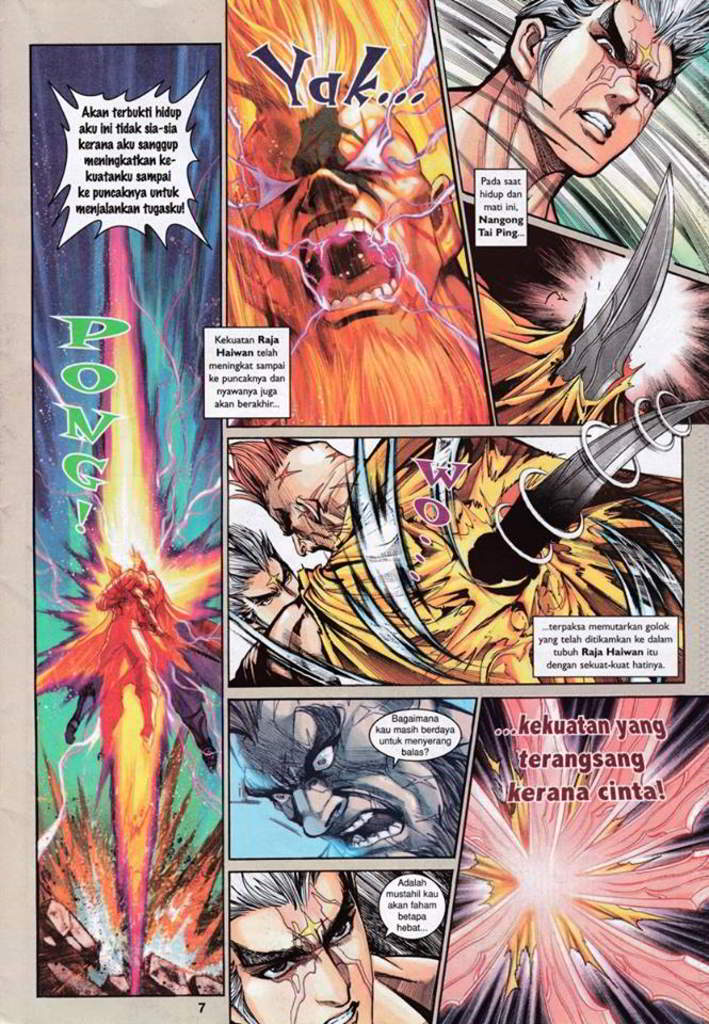 Akan terbukti hidup
aku ini tidak sia-sia
kerana aku sanggup
meningkatkan ke-
kuatanku sampai
ke puncaknya untuk
menjalankan tugasku!
PONG!
Yak...
Kekuatan Raja
Haiwan telah
meningkat sampai
ke puncaknya dan
nyawanya juga
akan berakhir...
Pada saat
hidup dan
mati ini,
Nangong
Tai Ping...
WO...
...terpaksa memutarkan golok
yang telah ditikamkan ke dalam
tubuh Raja Haiwan itu
dengan sekuat-kuat hatinya.
Bagaimana
kau masih berdaya
untuk menyerang
balas?
Adalah
mustahil kau
akan faham
betapa
hebat...
...kekuatan yang
terangsang
kerana cinta!
7